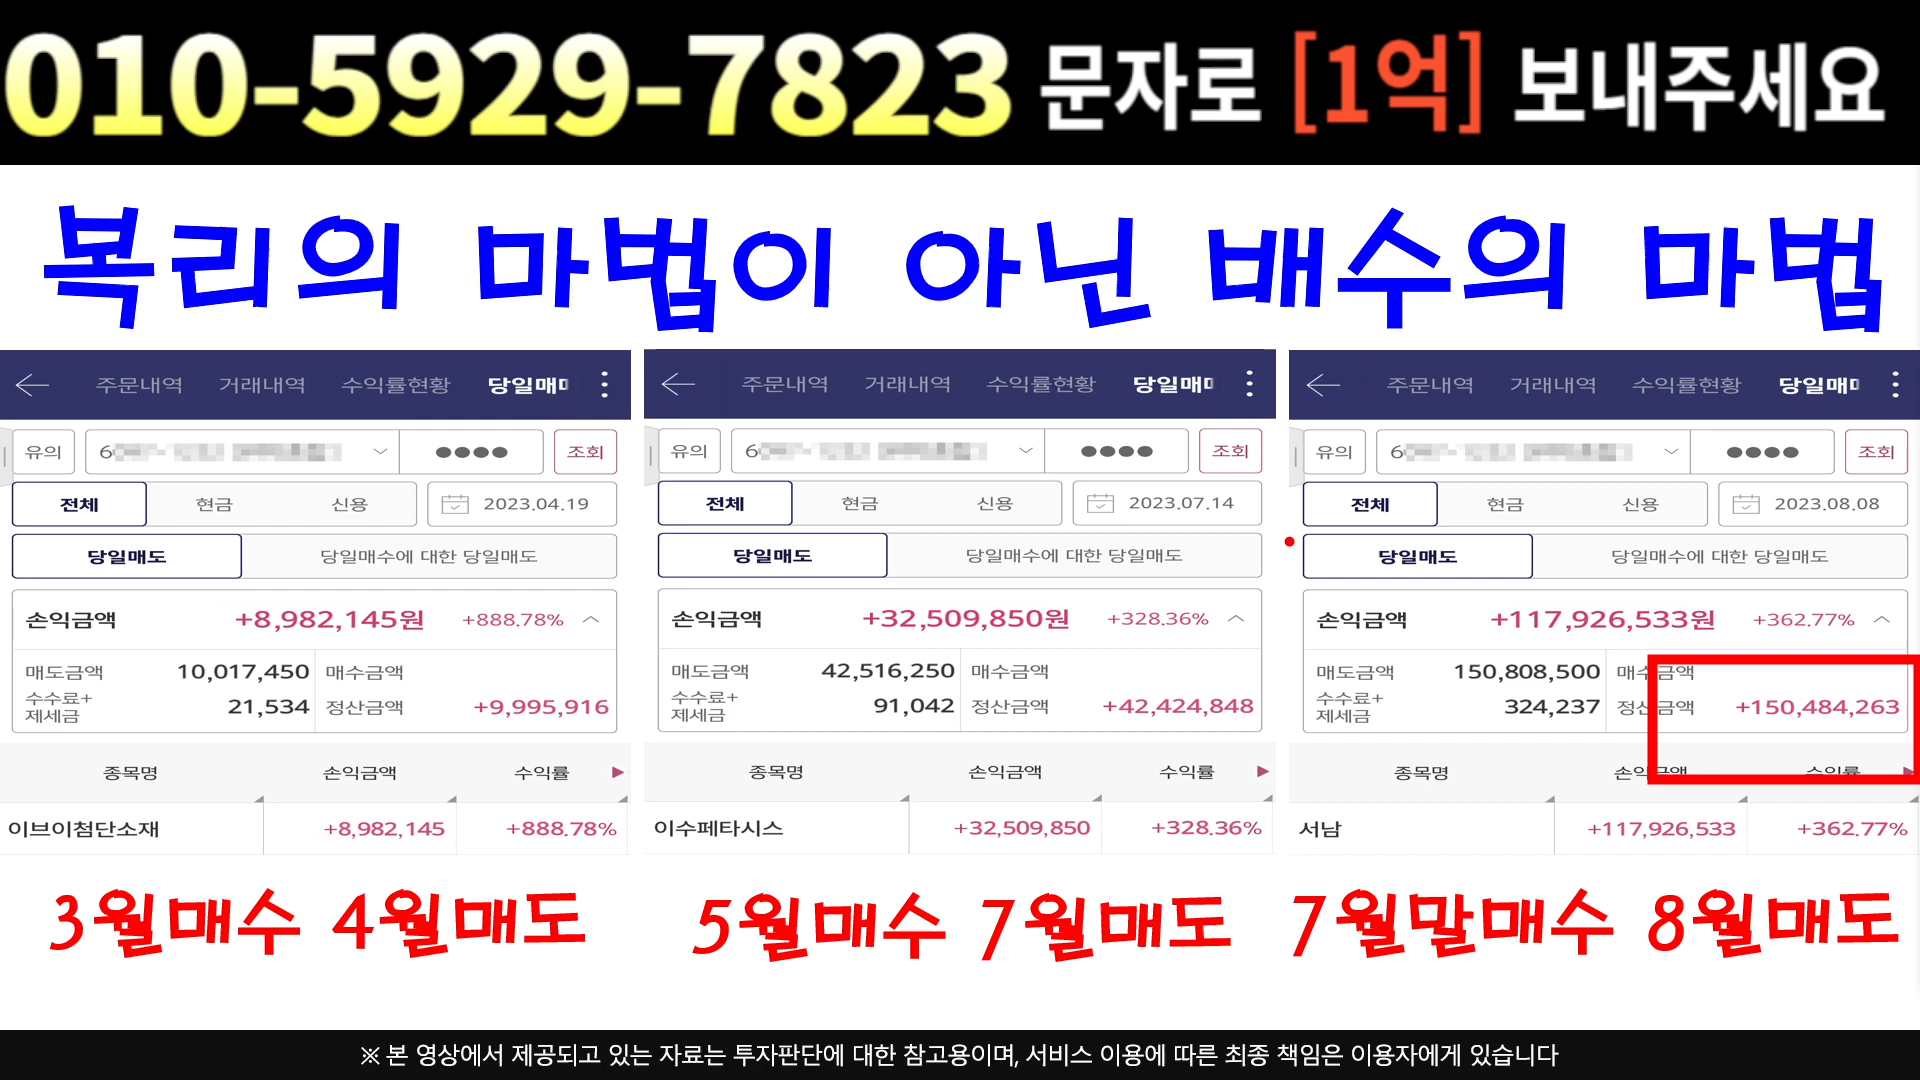 010-5929-7823 문자로 [1억] 보내주세요
복리의 마법이 아닌 배수의 마법
주문내역 거래내역 수익률현황 당일매
유의 6 조회
전체 현금 신용 2023.04.19
당일매도 당일매수에 대한 당일매도
손익금액 +8,982,145원 +888.78%
매도금액 10,017,450 매수금액
수수료+
제세금 21,534 정산금액 +9,995,916
종목명 손익금액 수익률
이브이첨단소재 +8,982,145 +888.78%
3월매수 4월매도
주문내역 거래내역 수익률현황 당일매
유의 6 조회
전체 현금 신용 2023.07.14
당일매도 당일매수에 대한 당일매도
손익금액 +32,509,850원 +328.36%
매도금액 42,516,250 매수금액
수수료+
제세금 91,042 정산금액 +42,424,848
종목명 손익금액 수익률
이수페타시스 +32,509,850 +328.36%
5월매수 7월매도
주문내역 거래내역 수익률현황 당일매
유의 6 조회
전체 현금 신용 2023.08.08
당일매도 당일매수에 대한 당일매도
손익금액 +117,926,533원 +362.77%
매도금액 150,808,500 매수금액
수수료+
제세금 324,237 정산금액 +150,484,263
종목명 손익금액 수익률
서남 +117,926,533 +362.77%
7월말매수 8월매도
※ 본 영상에서 제공되고 있는 자료는 투자판단에 대한 참고용이며, 서비스 이용에 따른 최종 책임은 이용자에게 있습니다